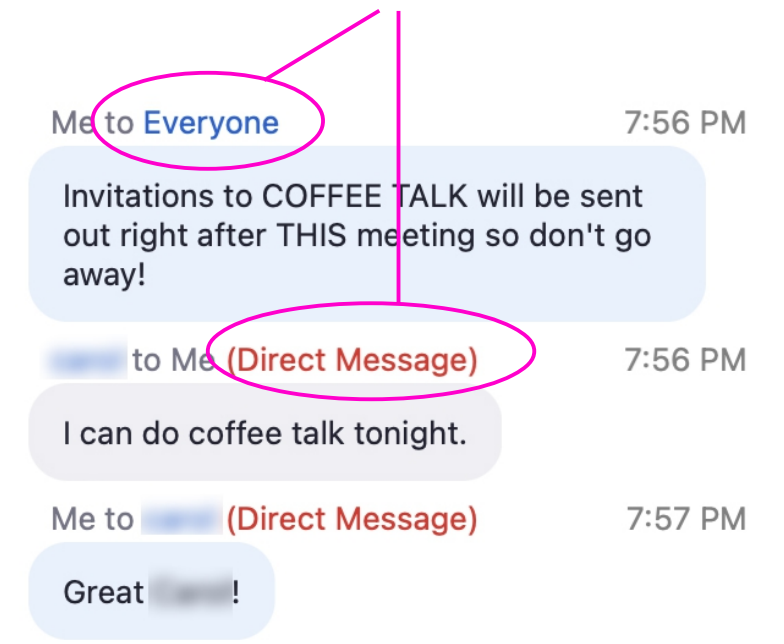 Me to Everyone 7:56 PM
Invitations to COFFEE TALK will be sent
out right after THIS meeting so don't go
away!
to Me (Direct Message) 7:56 PM
I can do coffee talk tonight.
Me to (Direct Message) 7:57 PM
Great !